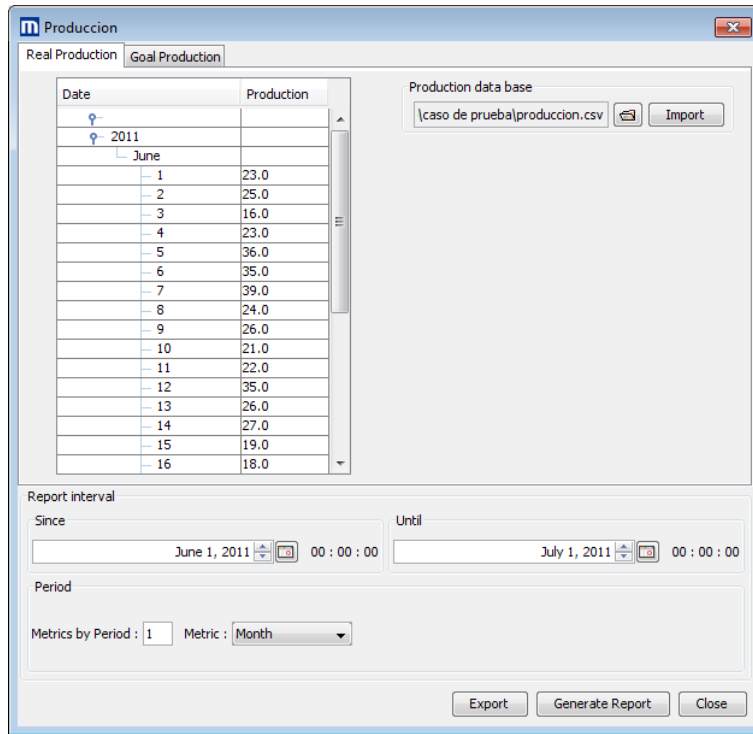 Produccion
Real Production Goal Production
Date Production
2011
June
1 23.0
2 25.0
3 16.0
4 23.0
5 36.0
6 35.0
7 39.0
8 24.0
9 26.0
10 21.0
11 22.0
12 35.0
13 26.0
14 27.0
15 19.0
16 18.0
Production data base
\caso de prueba\produccion.csv Import
Report interval
Since
June 1, 2011 00 : 00 : 00
Until
July 1, 2011 00 : 00 : 00
Period
Metrics by Period : 1 Metric : Month
Export Generate Report Close